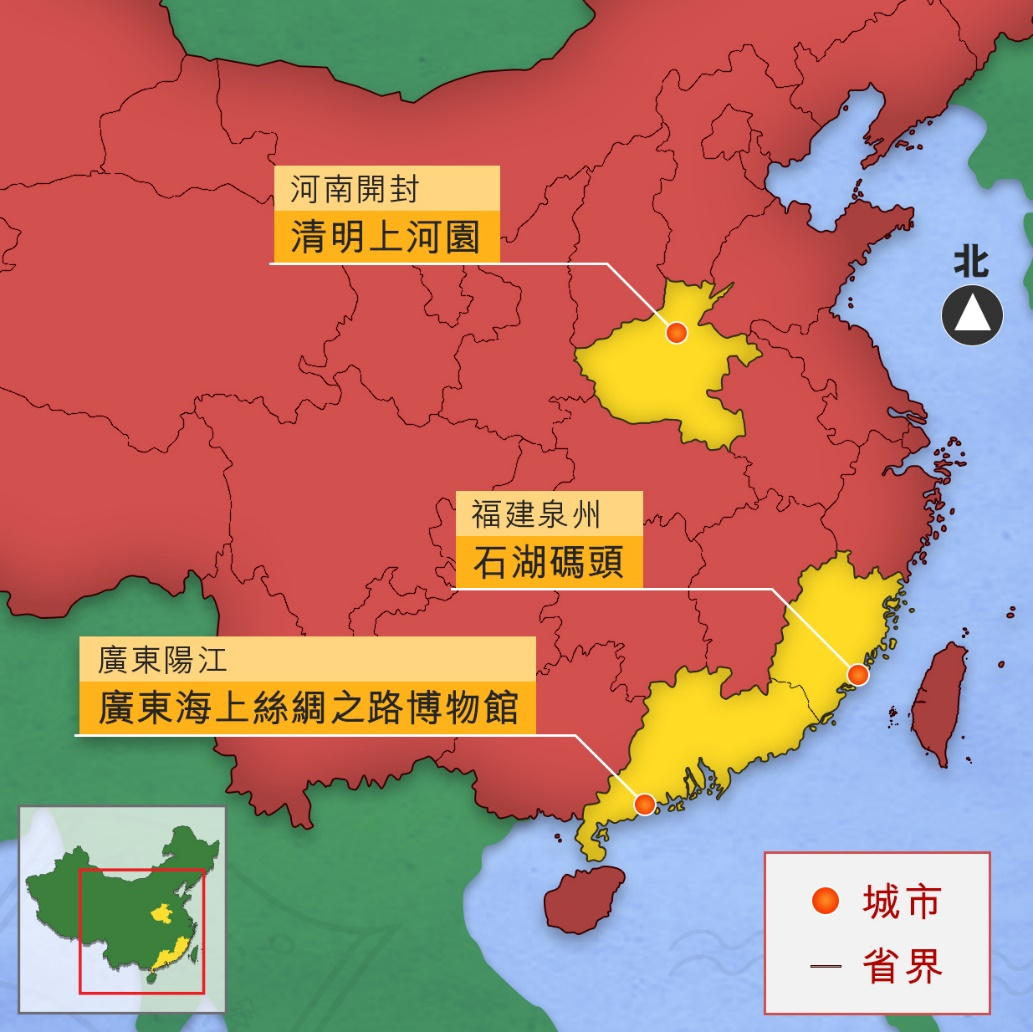 河南開封
清明上河園
北
福建泉州
石湖碼頭
廣東陽江
廣東海上絲綢之路博物館
城市
省界